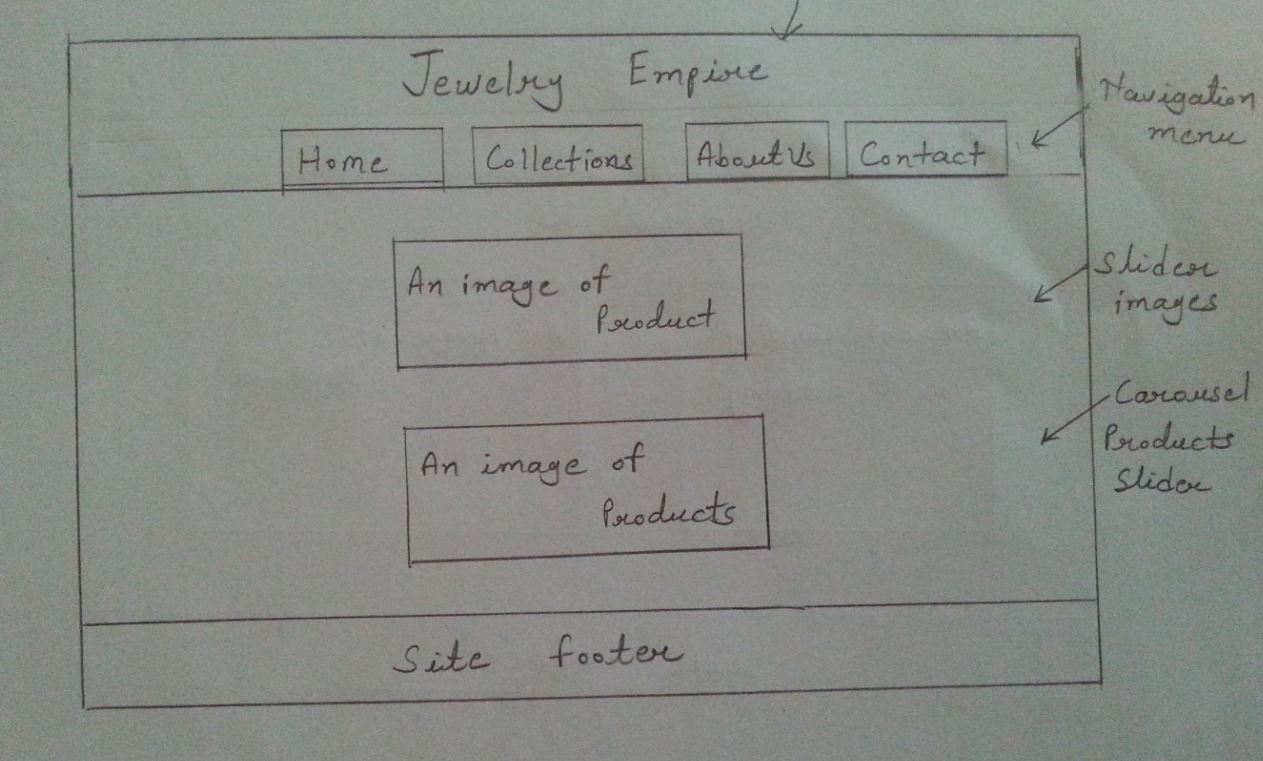 Jewelry Empire
Home Collections About Us Contact
Navigation
menu
An image of
Product
Slider
images
An image of
Products
Carousel
Products
Slider
Site footer